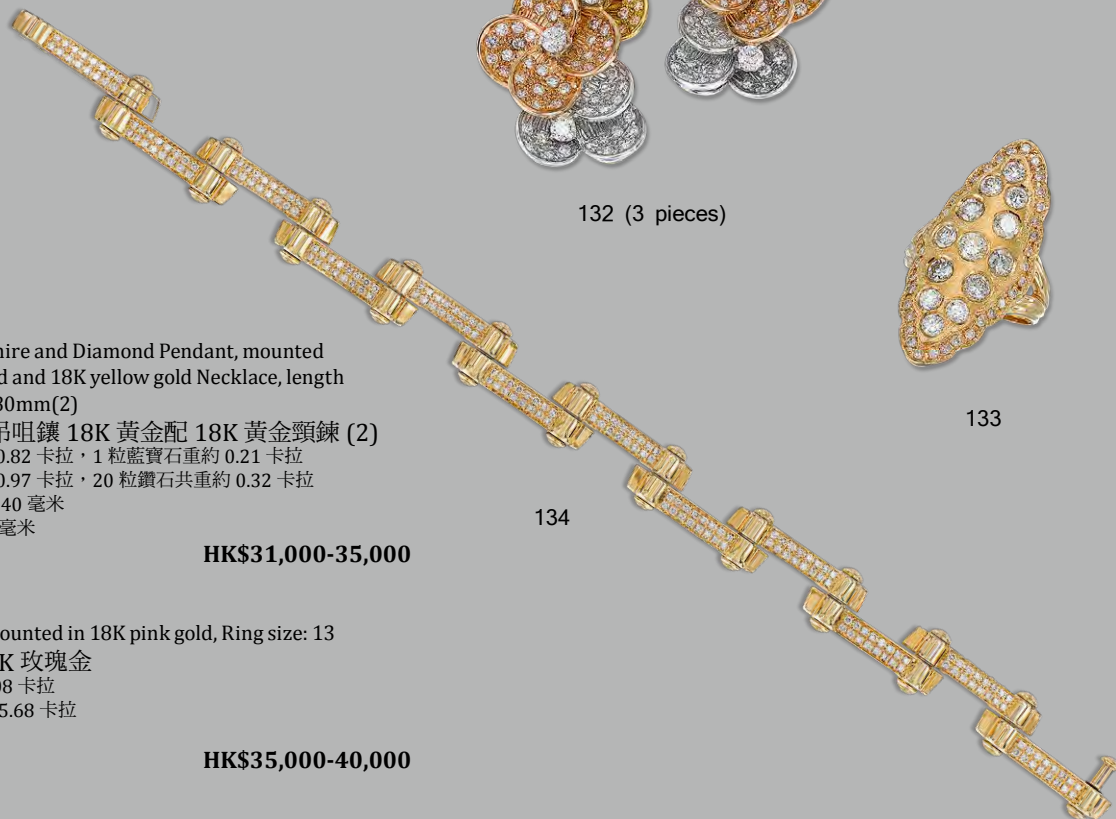 132 (3 pieces)
133
134
and 18K yellow gold Necklace, length
and Diamond Pendant, mounted
30mm(2)
吊咀鑲 18K 黃金配 18K 黃金頸鍊 (2)
0.82 卡拉，1 粒藍寶石重約 0.21 卡拉
0.97 卡拉，20 粒鑽石共重約 0.32 卡拉
40 毫米
毫米
HK$31,000-35,000
in 18K pink gold, Ring size: 13
玫瑰金
卡拉
5.68 卡拉
HK$35,000-40,000